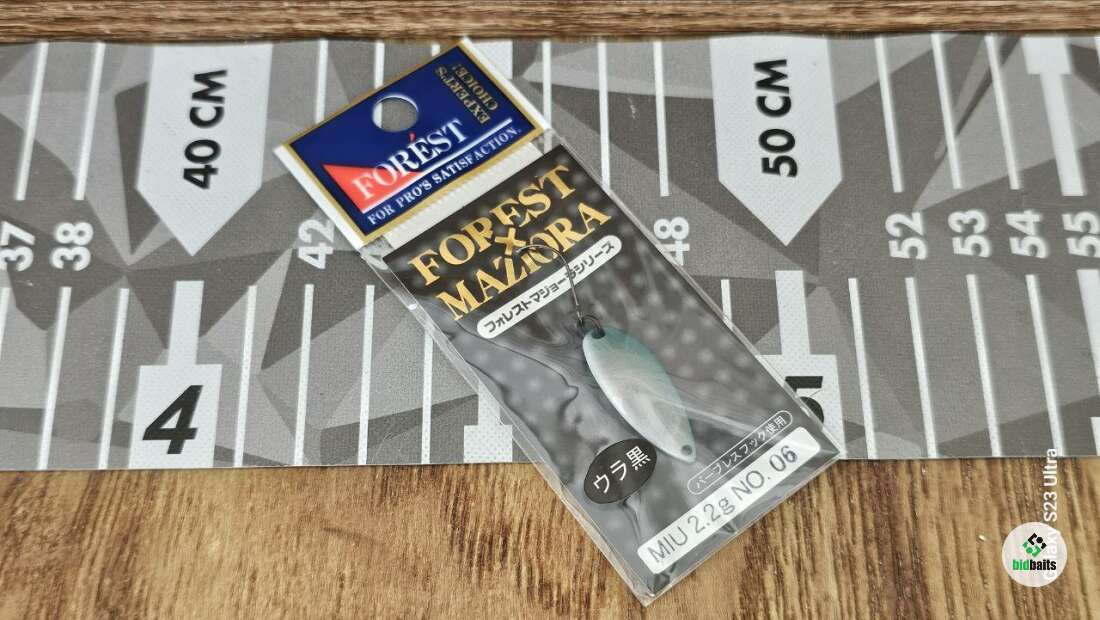 40 CM
50 CM
37
38
42
48
52
53
54
55
4
5
EXPERT'S
CHOICE!
FORÉST
FOR PRO'S SATISFACTION.
FOREST
×
MAZIORA
フォレストマジョーラシリーズ
ウラ黒
バーブレスフック使用
MIU 2.2g NO. 06
Galaxy S23 Ultra
bidbaits